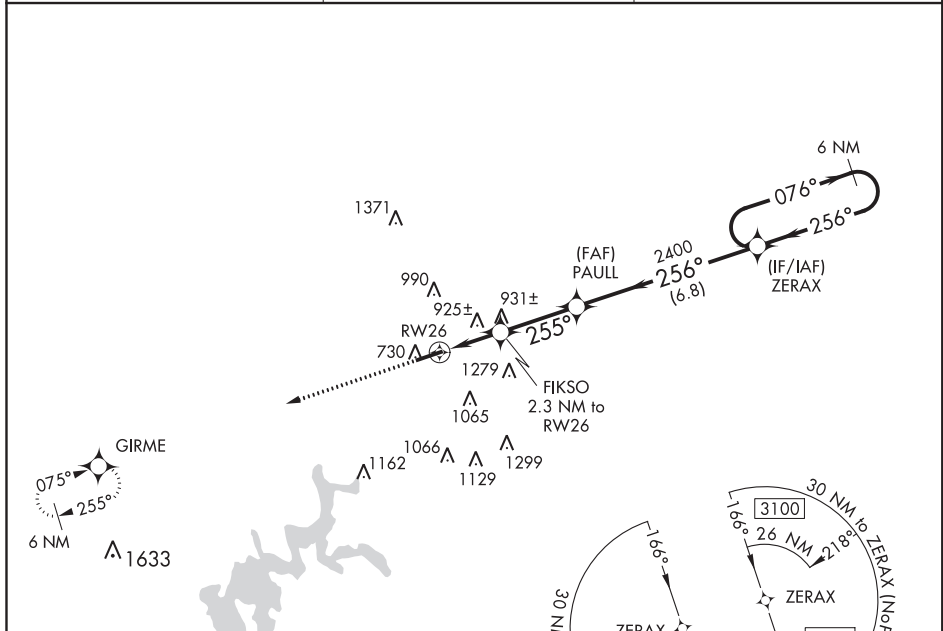 6 NM
076°
256°
1371
(FAF)
PAULL
2400
256°
(6.8)
(IF/IAF)
ZERAX
990
925±
931±
RW26
255°
730
1279
FIKSO
2.3 NM to
RW26
1065
GIRME
1066
1299
1162
1129
075°
255°
6 NM
1633
30 NM to ZERAX
3100
166°
26 NM
218°
166°
ZERAX
30
ZERAX